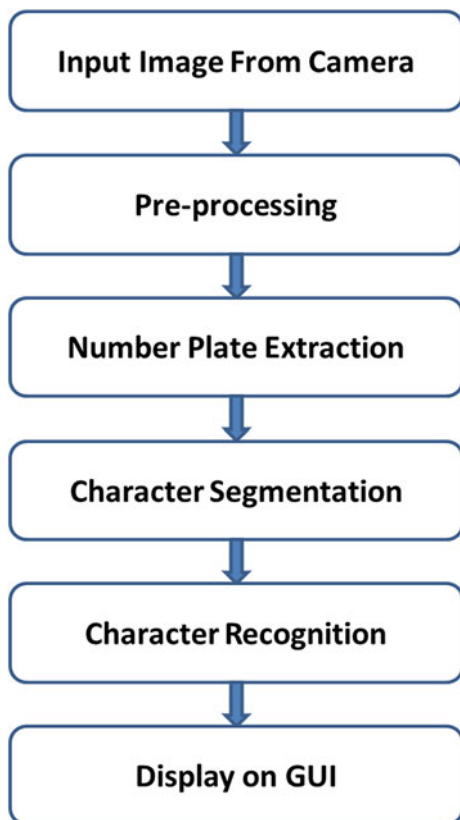 Input Image From Camera
Pre-processing
Number Plate Extraction
Character Segmentation
Character Recognition
Display on GUI